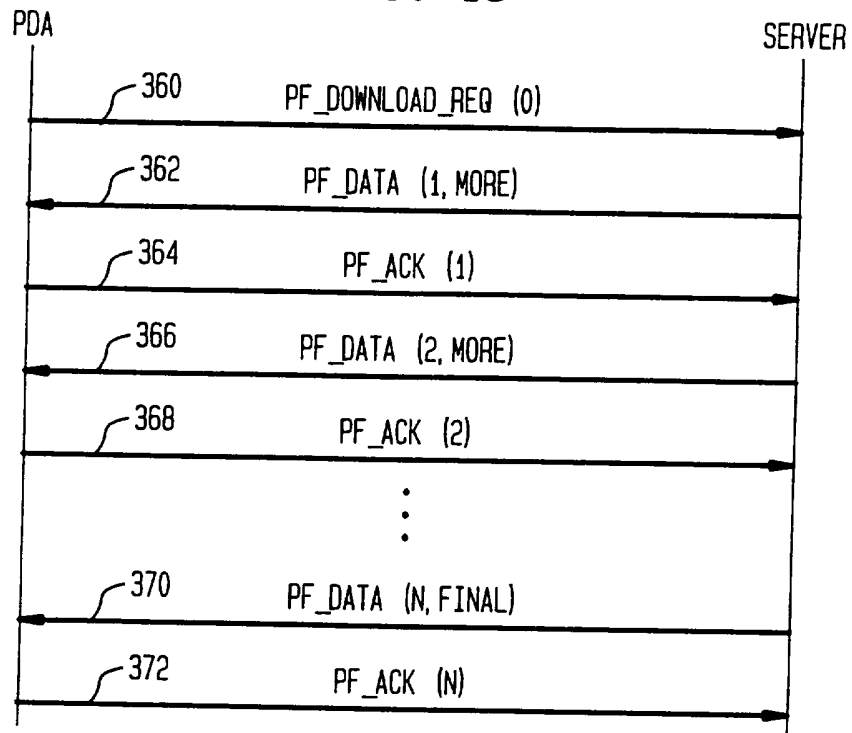 PDA
SERVER
360
PF_DOWNLOAD_REQ (0)
362
PF_DATA (1, MORE)
364
PF_ACK (1)
366
PF_DATA (2, MORE)
368
PF_ACK (2)
370
PF_DATA (N, FINAL)
372
PF_ACK (N)